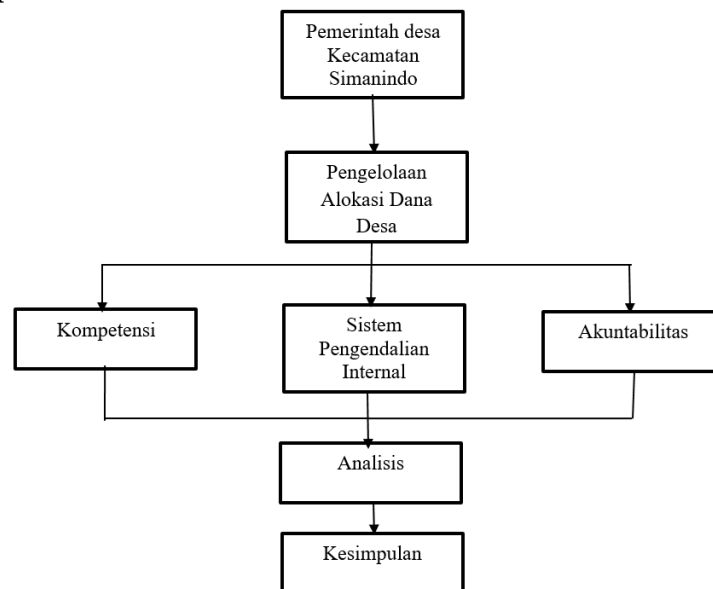 Pemerintah desa
Kecamatan
Simanindo
Pengelolaan
Alokasi Dana
Desa
Kompetensi
Sistem
Pengendalian
Internal
Akuntabilitas
Analisis
Kesimpulan